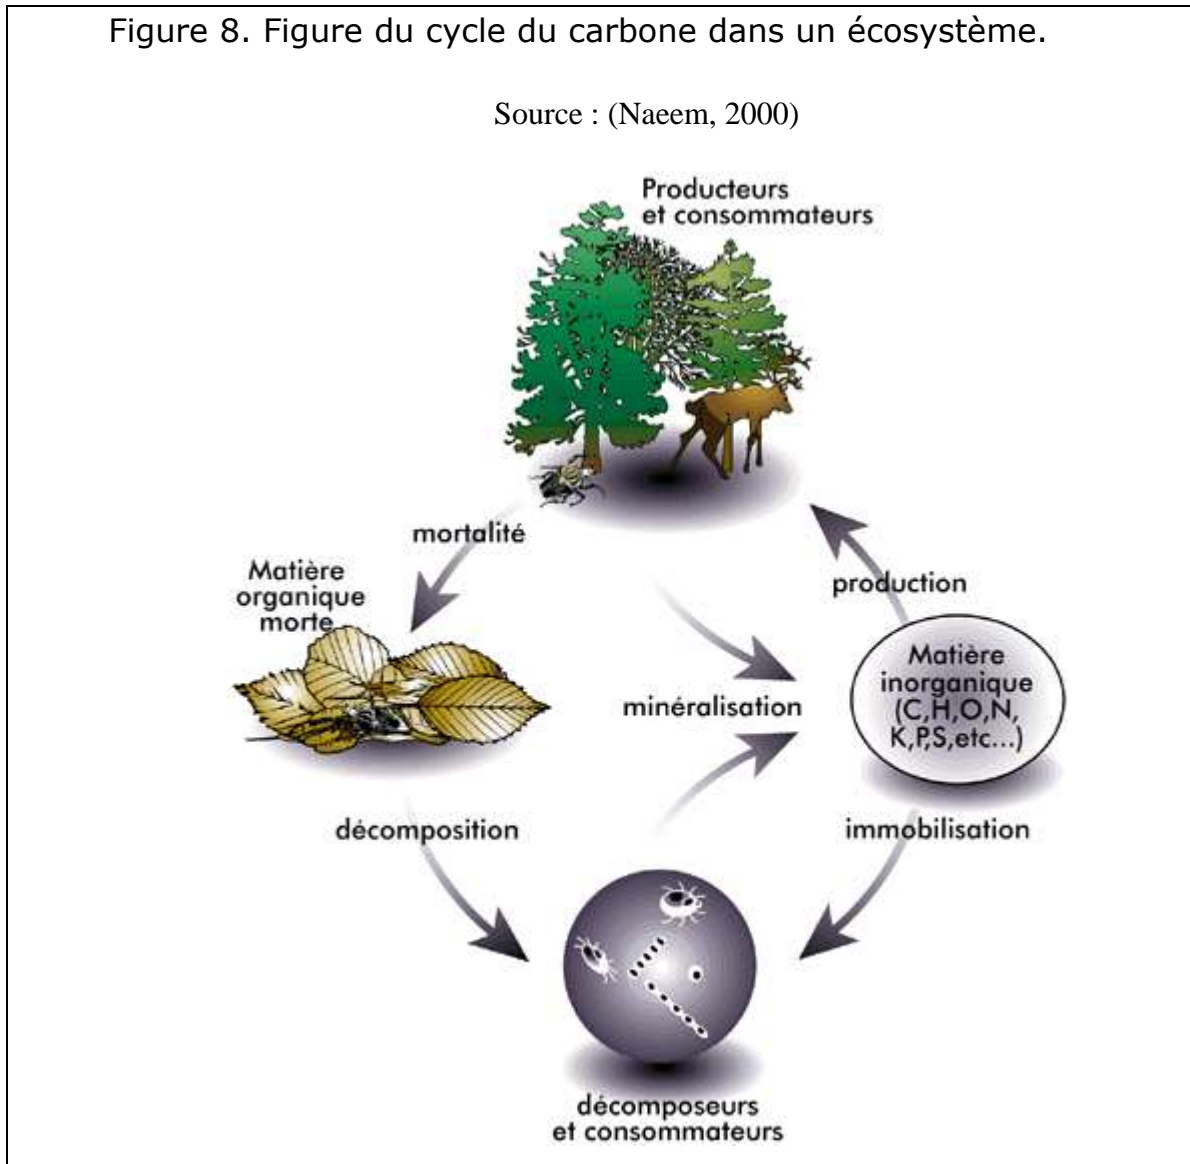 Figure 8. Figure du cycle du carbone dans un écosystème.
Source : (Naeem, 2000)
Producteurs
et consommateurs
mortalité
Matière
organique
morte
production
Matière
inorganique
(C,H,O,N,
K,P,S,etc...)
minéralisation
décomposition
immobilisation
décomposeurs
et consommateurs